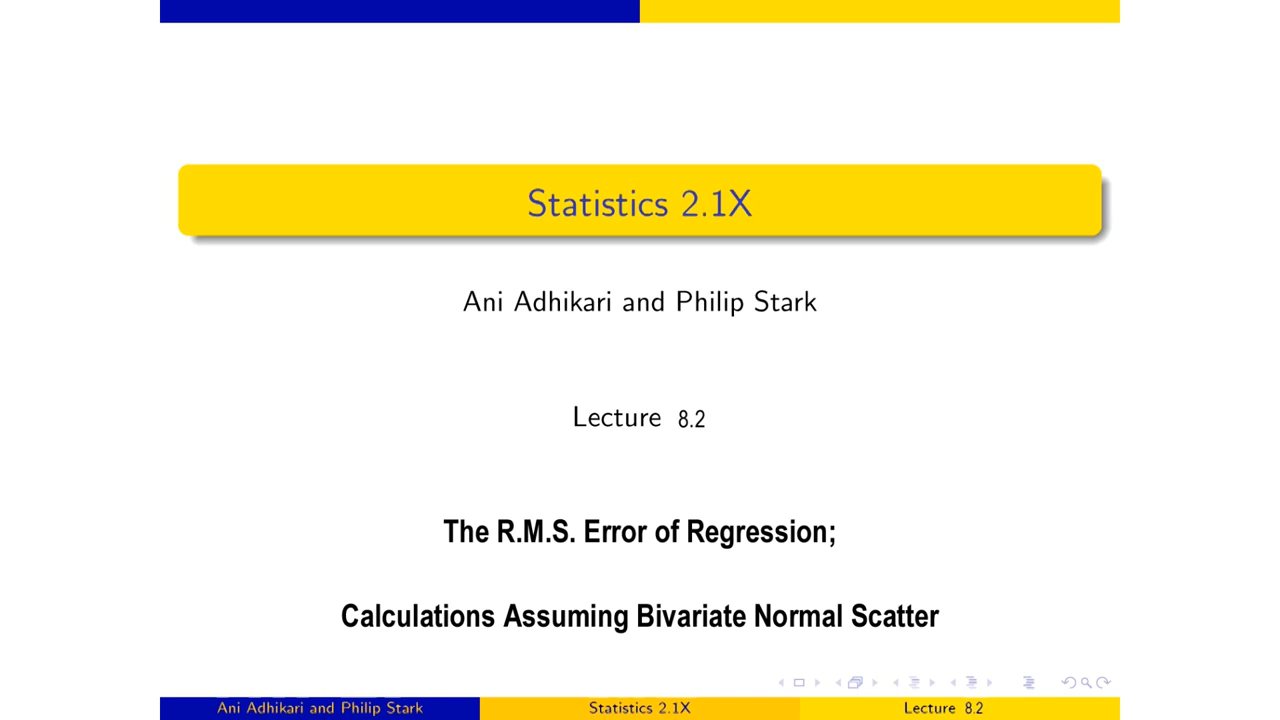 Statistics 2.1X
Ani Adhikari and Philip Stark
Lecture 8.2
The R.M.S. Error of Regression;
Calculations Assuming Bivariate Normal Scatter
Ani Adhikari and Philip Stark Statistics 2.1X Lecture 8.2